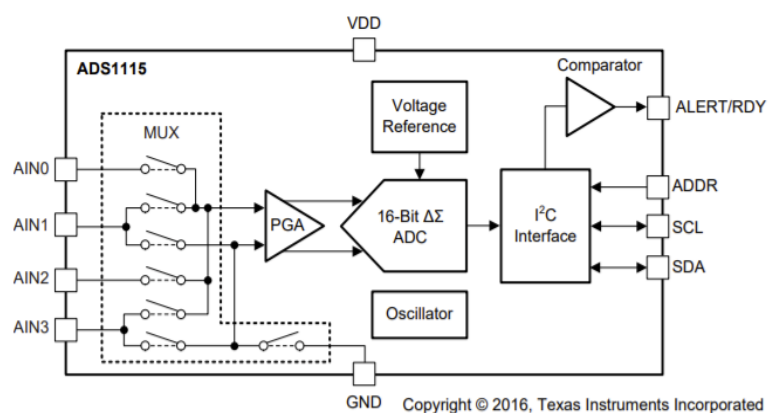 VDD
ADS1115
Comparator
MUX
Voltage
Reference
ALERT/RDY
AIN0
ADDR
AIN1
PGA
16-Bit ΔΣ
ADC
I²C
Interface
SCL
AIN2
SDA
AIN3
Oscillator
GND
Copyright © 2016, Texas Instruments Incorporated